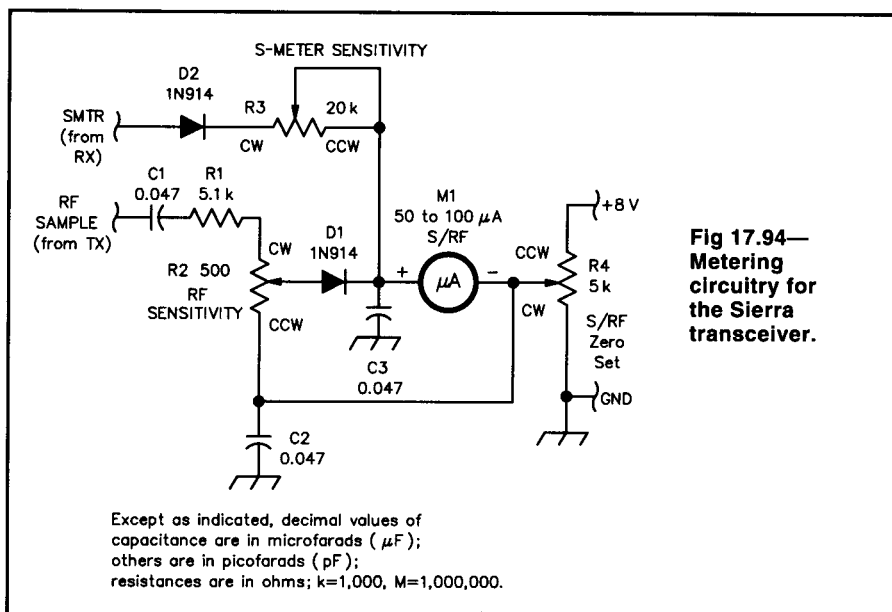 S-METER SENSITIVITY
D2
1N914
R3
20 k
SMTR
(from
RX)
CW
CCW
C1
0.047
R1
5.1 k
RF
SAMPLE
(from TX)
CW
D1
1N914
R2 500
RF
SENSITIVITY
CCW
M1
50 to 100 μA
S/RF
+
μA
−
+8 V
CCW
R4
5 k
CW
S/RF
Zero
Set
GND
C3
0.047
C2
0.047
Fig 17.94—
Metering
circuitry for
the Sierra
transceiver.
Except as indicated, decimal values of
capacitance are in microfarads ( μF);
others are in picofarads ( pF);
resistances are in ohms; k=1,000, M=1,000,000.